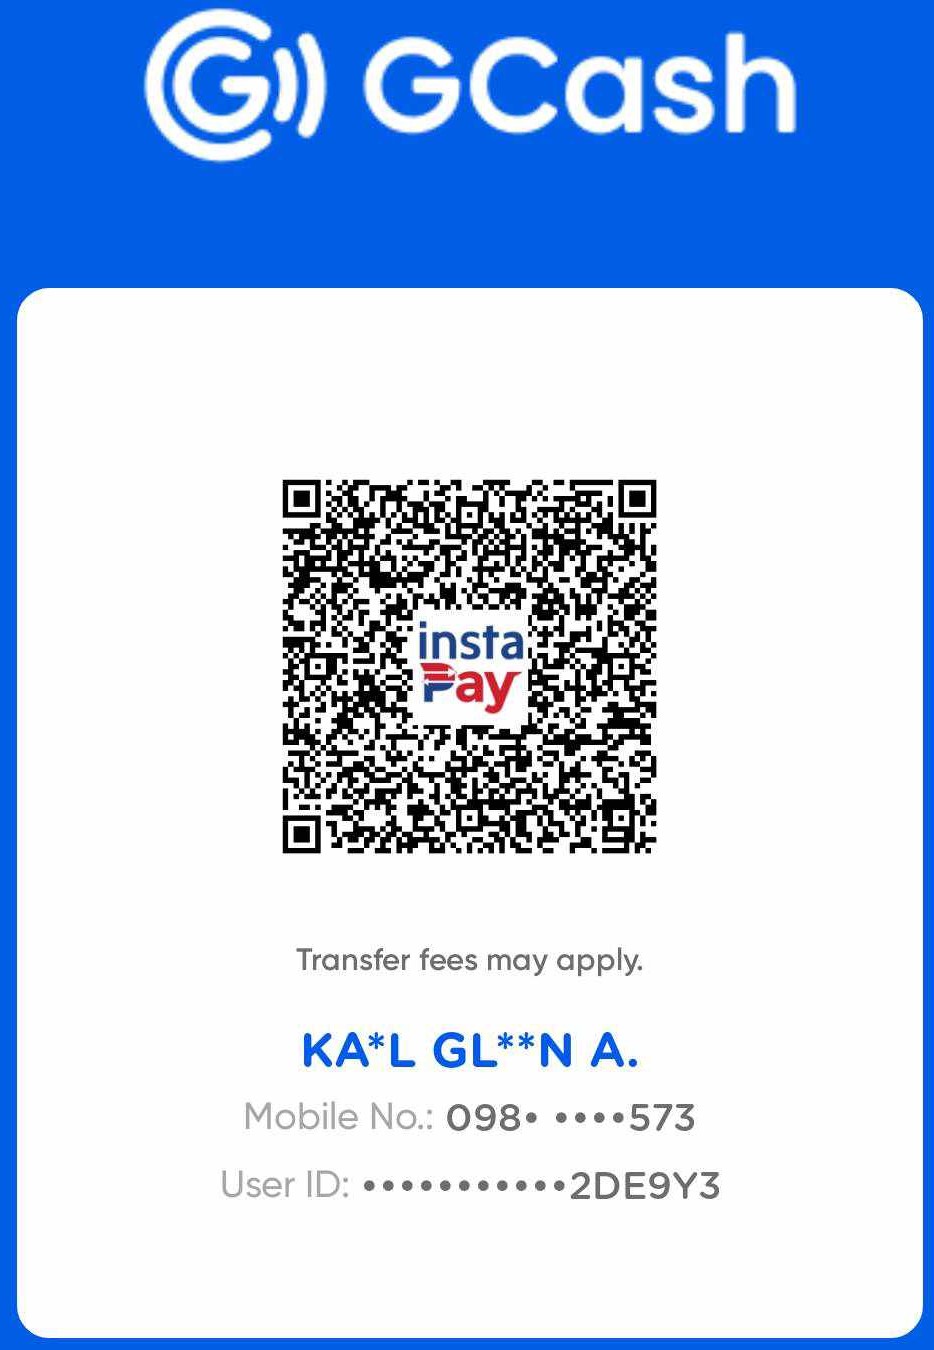 GCash
insta
Pay
Transfer fees may apply.
KA*L GL**N A.
Mobile No.: 098• ••••573
User ID: •••••••••••2DE9Y3